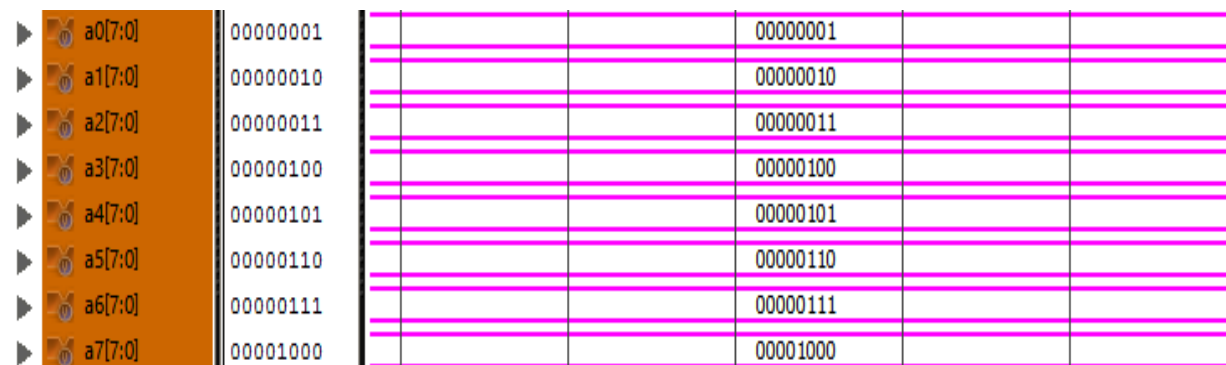 a0[7:0] 00000001 00000001
a1[7:0] 00000010 00000010
a2[7:0] 00000011 00000011
a3[7:0] 00000100 00000100
a4[7:0] 00000101 00000101
a5[7:0] 00000110 00000110
a6[7:0] 00000111 00000111
a7[7:0] 00001000 00001000